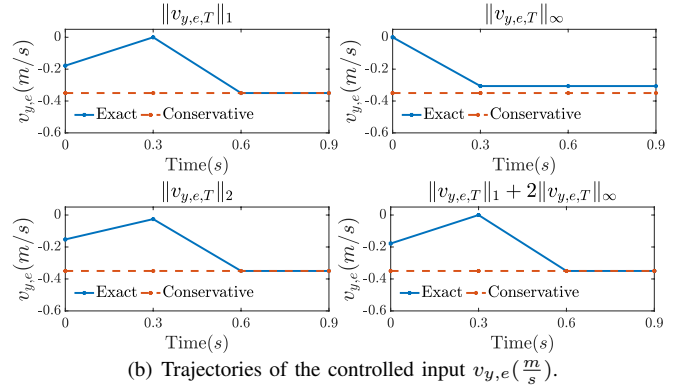 ‖v_{y,e,T}‖_1
‖v_{y,e,T}‖_∞
v_{y,e}(m/s)
0
-0.2
-0.4
-0.6
Exact Conservative
0 0.3 0.6 0.9
Time(s)
v_{y,e}(m/s)
0
-0.2
-0.4
-0.6
Exact Conservative
0 0.3 0.6 0.9
Time(s)
‖v_{y,e,T}‖_2
‖v_{y,e,T}‖_1 + 2‖v_{y,e,T}‖_∞
v_{y,e}(m/s)
0
-0.2
-0.4
-0.6
Exact Conservative
0 0.3 0.6 0.9
Time(s)
v_{y,e}(m/s)
0
-0.2
-0.4
-0.6
Exact Conservative
0 0.3 0.6 0.9
Time(s)
(b) Trajectories of the controlled input v_{y,e}(\frac{m}{s}).